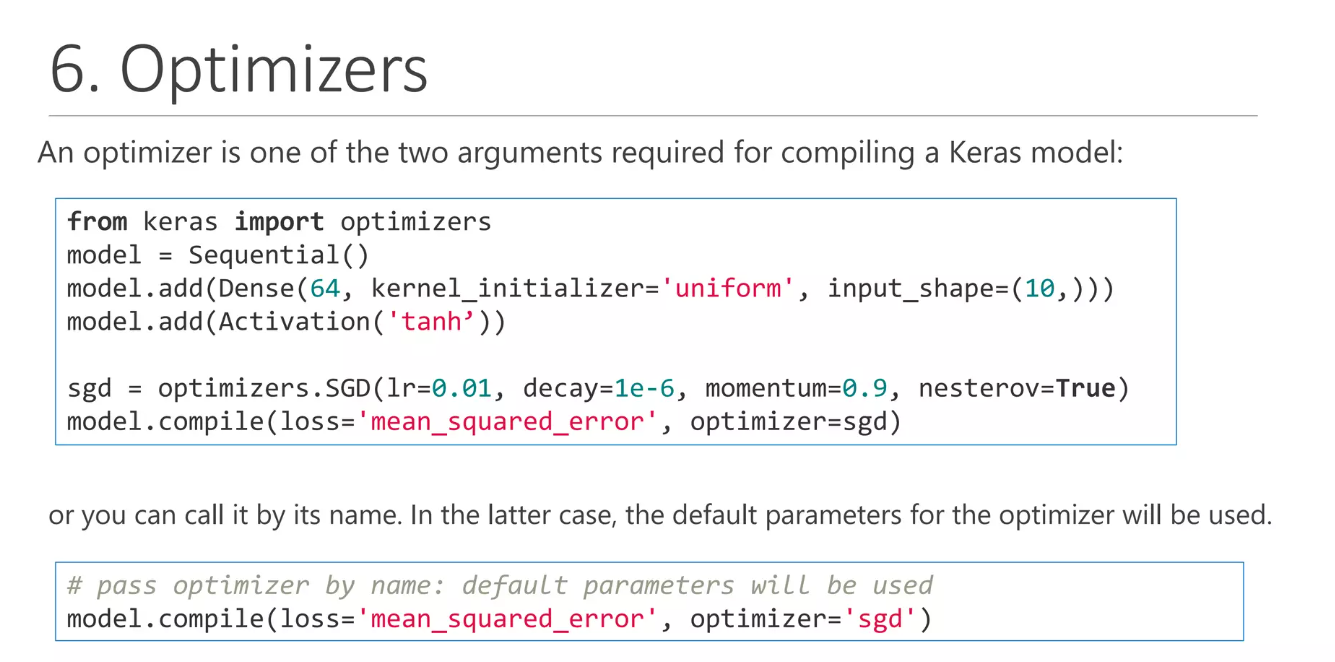 6. Optimizers
An optimizer is one of the two arguments required for compiling a Keras model:
from keras import optimizers
model = Sequential()
model.add(Dense(64, kernel_initializer='uniform', input_shape=(10,)))
model.add(Activation('tanh’))
sgd = optimizers.SGD(lr=0.01, decay=1e-6, momentum=0.9, nesterov=True)
model.compile(loss='mean_squared_error', optimizer=sgd)
or you can call it by its name. In the latter case, the default parameters for the optimizer will be used.
# pass optimizer by name: default parameters will be used
model.compile(loss='mean_squared_error', optimizer='sgd')